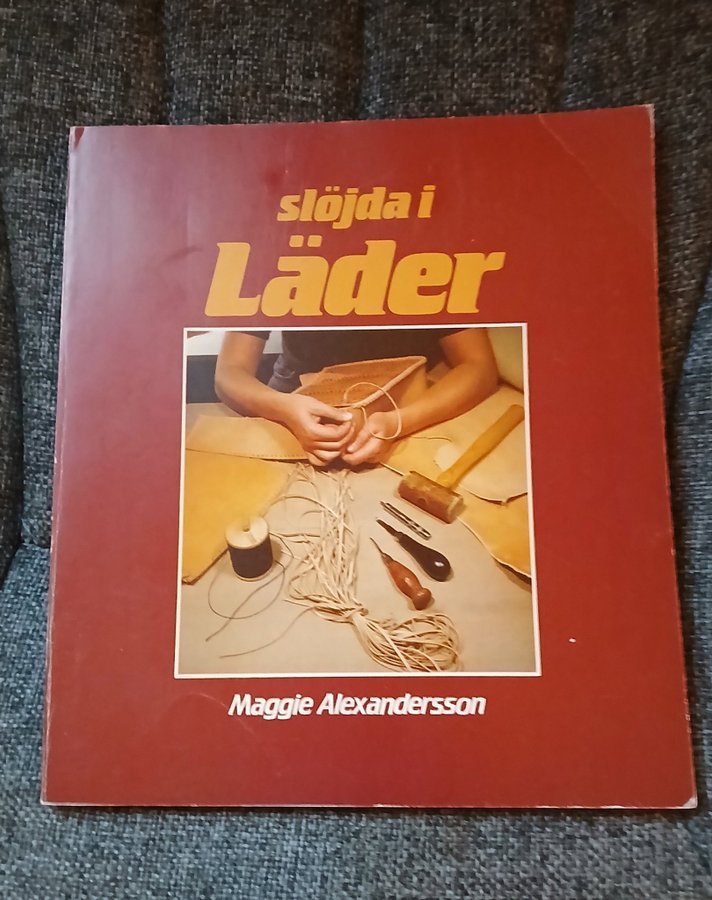 slöjda i
Läder
Maggie Alexandersson